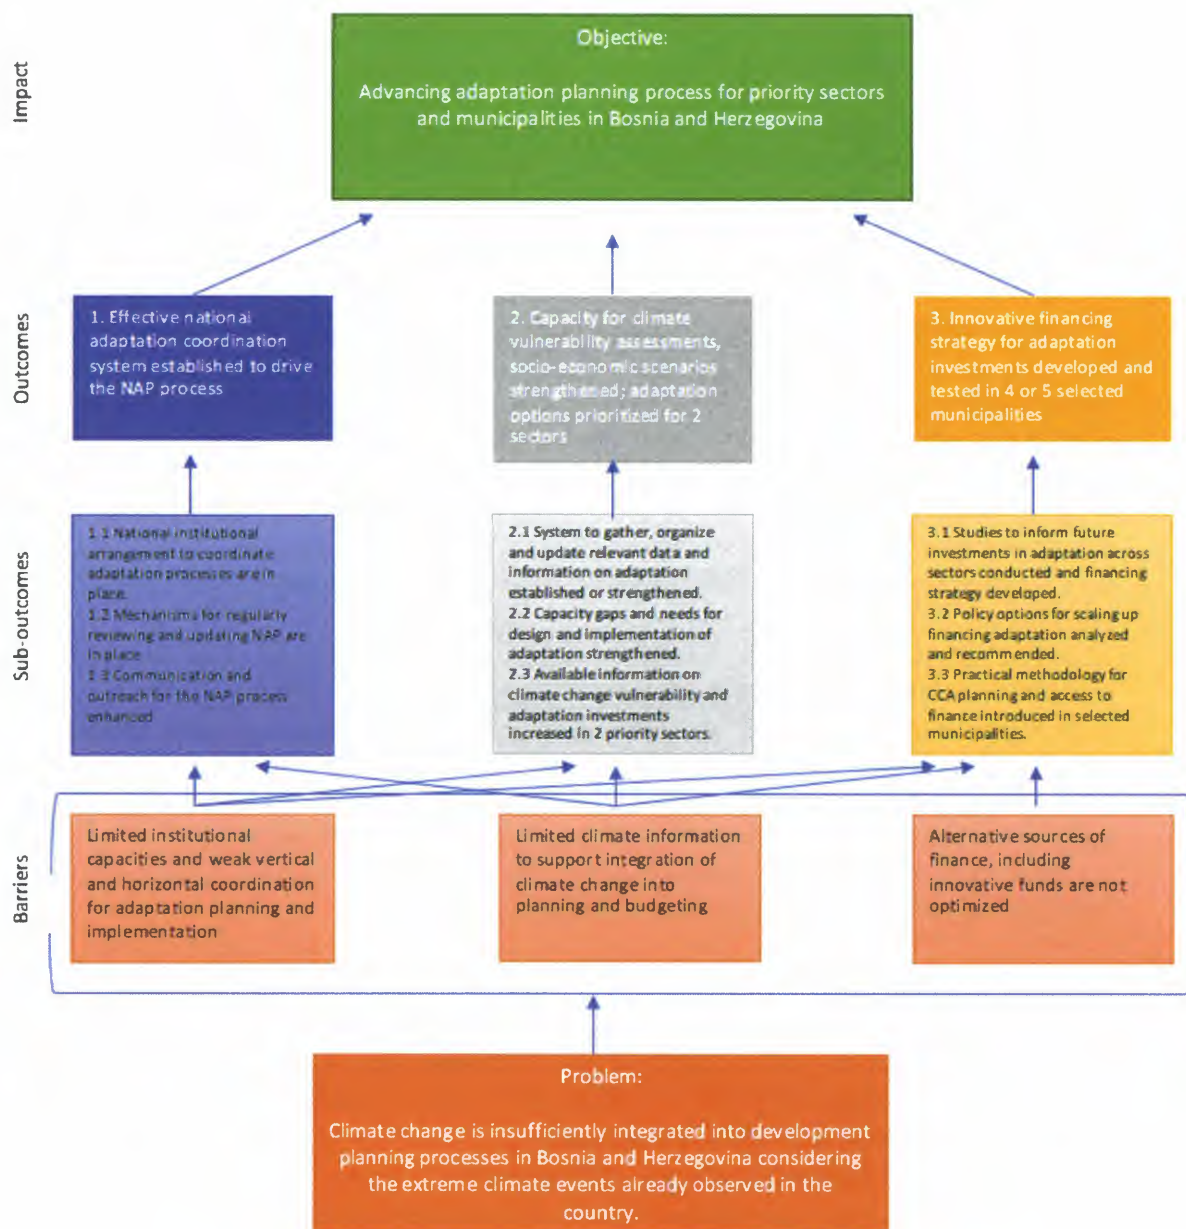 Impact
Objective:
Advancing adaptation planning process for priority sectors
and municipalities in Bosnia and Herzegovina
Outcomes
1. Effective national
adaptation coordination
system established to drive
the NAP process
2. Capacity for climate
vulnerability assessments,
socio-economic scenarios
strengthened; adaptation
options prioritized for 2
sectors
3. Innovative financing
strategy for adaptation
investments developed and
tested in 4 or 5 selected
municipalities
Sub-outcomes
1.1 National institutional
arrangement to coordinate
adaptation processes are in
place.
1.2 Mechanisms for regularly
reviewing and updating NAP are
in place
1.3 Communication and
outreach for the NAP process
enhanced
2.1 System to gather, organize
and update relevant data and
information on adaptation
established or strengthened.
2.2 Capacity gaps and needs for
design and implementation of
adaptation strengthened.
2.3 Available information on
climate change vulnerability and
adaptation investments
increased in 2 priority sectors.
3.1 Studies to inform future
investments in adaptation across
sectors conducted and financing
strategy developed.
3.2 Policy options for scaling up
financing adaptation analyzed
and recommended.
3.3 Practical methodology for
CCA planning and access to
finance introduced in selected
municipalities.
Barriers
Limited institutional
capacities and weak vertical
and horizontal coordination
for adaptation planning and
implementation
Limited climate information
to support integration of
climate change into
planning and budgeting
Alternative sources of
finance, including
innovative funds are not
optimized
Problem:
Climate change is insufficiently integrated into development
planning processes in Bosnia and Herzegovina considering
the extreme climate events already observed in the
country.